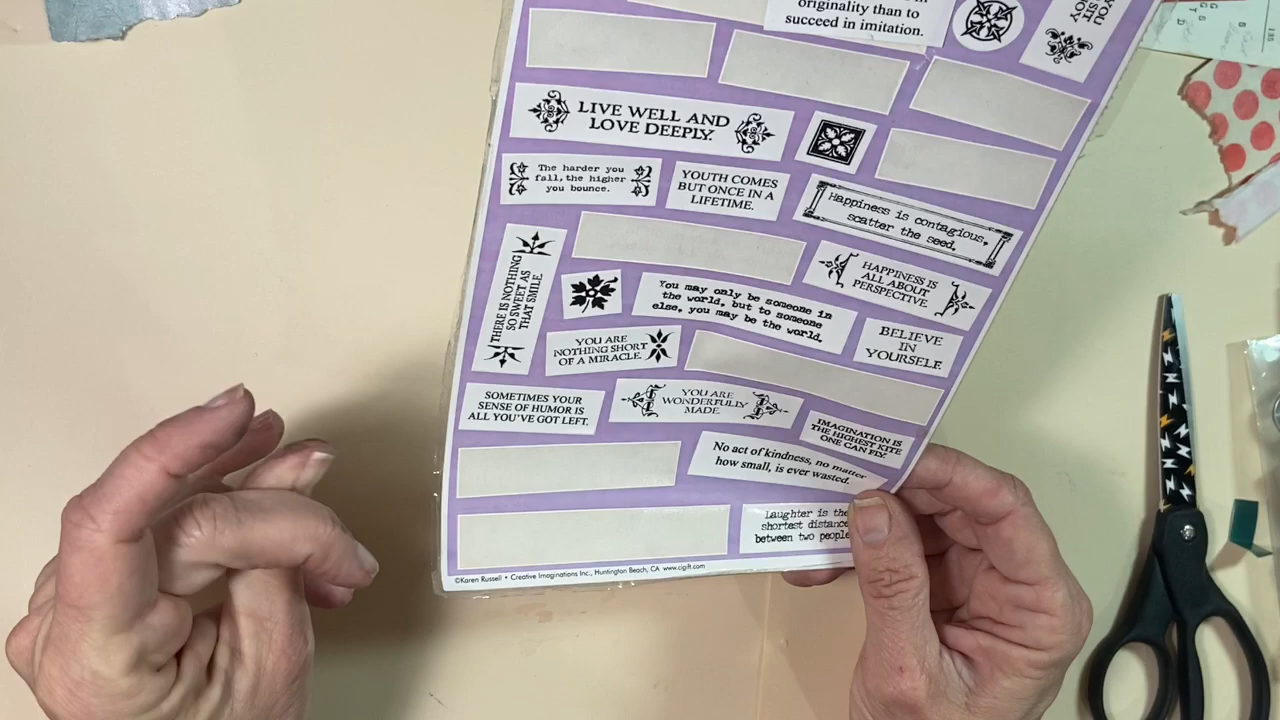 originality than to
succeed in imitation.
YOU
LIVE WELL AND
LOVE DEEPLY.
The harder you
fall, the higher
you bounce.
YOUTH COMES
BUT ONCE IN A
LIFETIME.
Happiness is contagious,
scatter the seed.
THERE IS NOTHING
SO SWEET AS
THAT SMILE.
HAPPINESS IS
ALL ABOUT
PERSPECTIVE.
You may only be someone in
the world, but to someone
else, you may be the world.
BELIEVE
IN
YOURSELF.
YOU ARE
NOTHING SHORT
OF A MIRACLE.
SOMETIMES YOUR
SENSE OF HUMOR IS
ALL YOU'VE GOT LEFT.
YOU ARE
WONDERFULLY
MADE.
IMAGINATION IS
THE HIGHEST KITE
ONE CAN FLY.
No act of kindness, no matter
how small, is ever wasted.
Laughter is the
shortest distance
between two people
©Karen Russell • Creative Imaginations Inc., Huntington Beach, CA www.cigift.com